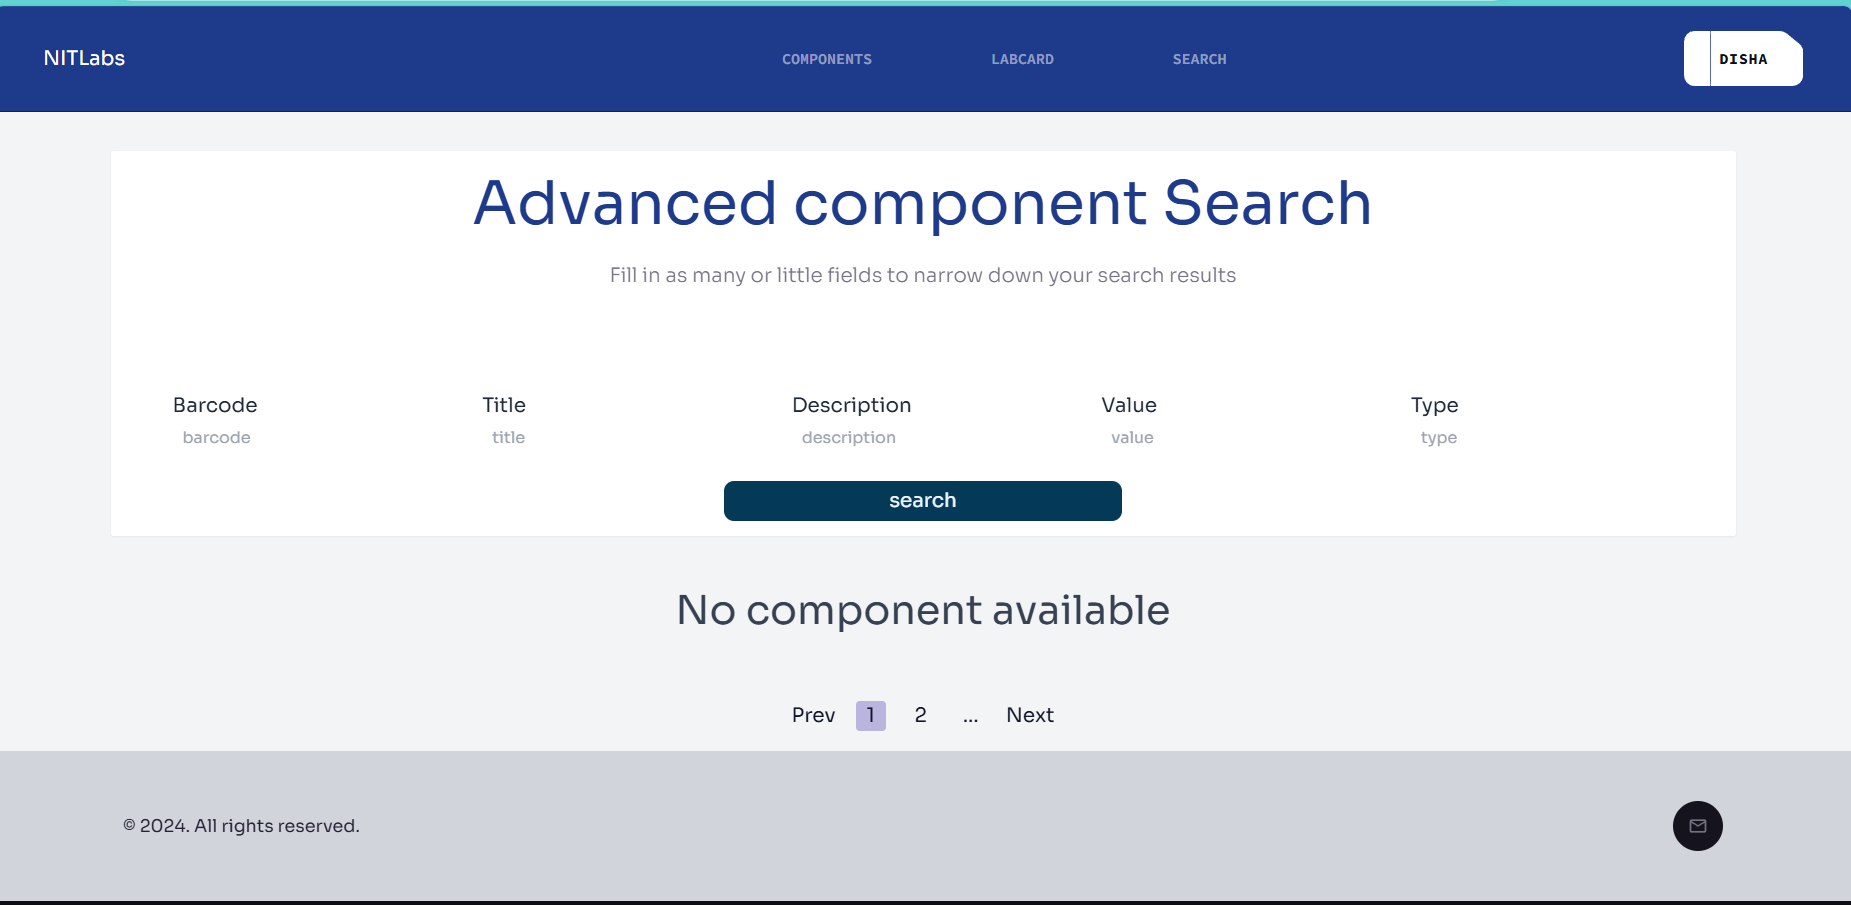 NITLabs COMPONENTS LABCARD SEARCH DISHA
Advanced component Search
Fill in as many or little fields to narrow down your search results
Barcode Title Description Value Type
barcode title description value type
search
No component available
Prev 1 2 ... Next
© 2024. All rights reserved.